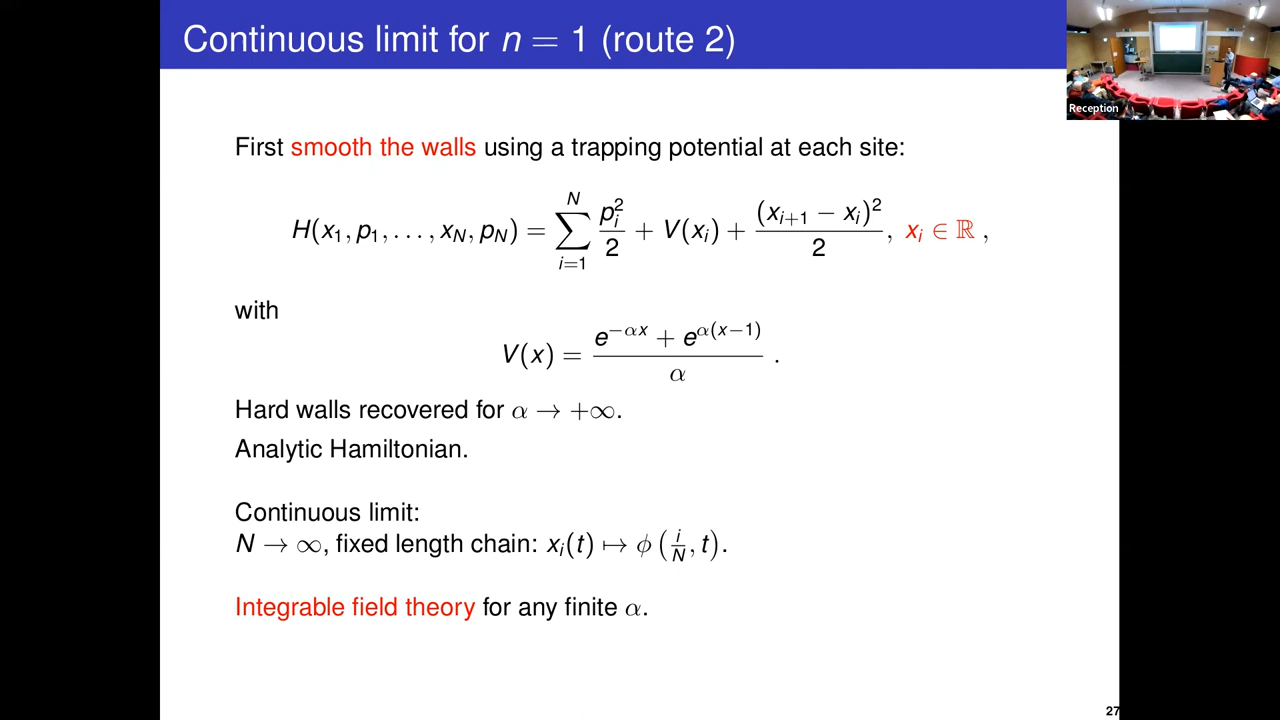 Continuous limit for n = 1 (route 2)
Reception
First smooth the walls using a trapping potential at each site:
H(x₁, p₁, . . . , x_N, p_N) = ∑_{i=1}^{N} p_i²/2 + V(x_i) + (x_{i+1} − x_i)²/2, x_i ∈ ℝ ,
with
V(x) = (e^{−αx} + e^{α(x−1)})/α .
Hard walls recovered for α → +∞.
Analytic Hamiltonian.
Continuous limit:
N → ∞, fixed length chain: x_i(t) ↦ ϕ (i/N, t).
Integrable field theory for any finite α.
27